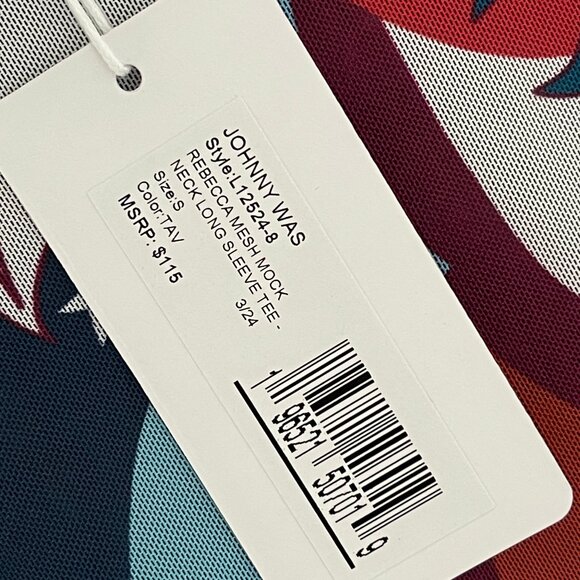 JOHNNY WAS
Style:L12524-8
REBECCA MESH MOCK
NECK LONG SLEEVE TEE -
3/24
Size:S
Color:TAV
MSRP: $115
1 96521 50701 9